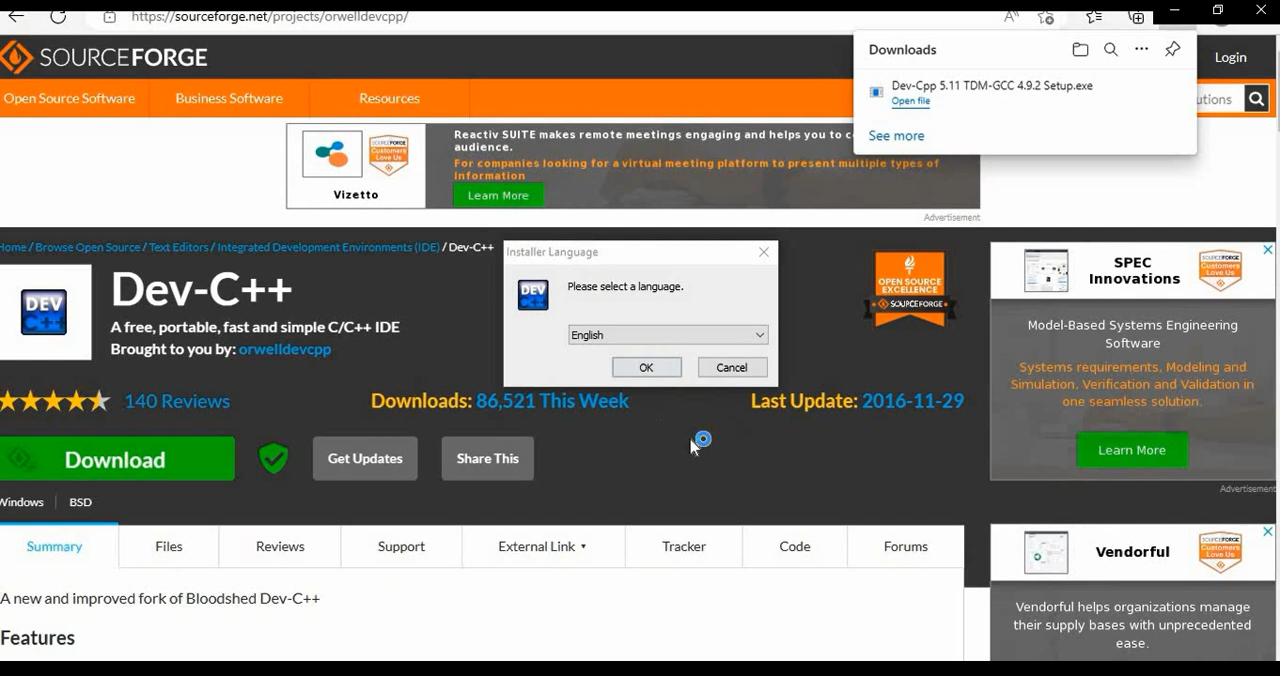 https://sourceforge.net/projects/orwelldevcpp/
Downloads
Dev-Cpp 5.11 TDM-GCC 4.9.2 Setup.exe
Open file
See more
SOURCEFORGE
Login
Open Source Software
Business Software
Resources
Vizetto
Reactiv SUITE makes remote meetings engaging and helps you to
audience.
For companies looking for a virtual meeting platform to present multiple types of
Information
Learn More
Advertisement
Home / Browse Open Source / Text Editors / Integrated Development Environments (IDE) / Dev-C++
Installer Language
Please select a language.
English
OK
Cancel
DEV
C++
Dev-C++
A free, portable, fast and simple C/C++ IDE
Brought to you by: orwelldevcpp
OPEN SOURCE
EXCELLENCE
SOURCEFORGE
140 Reviews
Downloads: 86,521 This Week
Last Update: 2016-11-29
Download
Get Updates
Share This
Windows
BSD
Summary
Files
Reviews
Support
External Link
Tracker
Code
Forums
A new and improved fork of Bloodshed Dev-C++
Features
SPEC
Innovations
Model-Based Systems Engineering
Software
Systems requirements, Modeling and
Simulation, Verification and Validation in
one seamless solution.
Learn More
Advertisement
Vendorful
Vendorful helps organizations manage
their supply bases with unprecedented
ease.